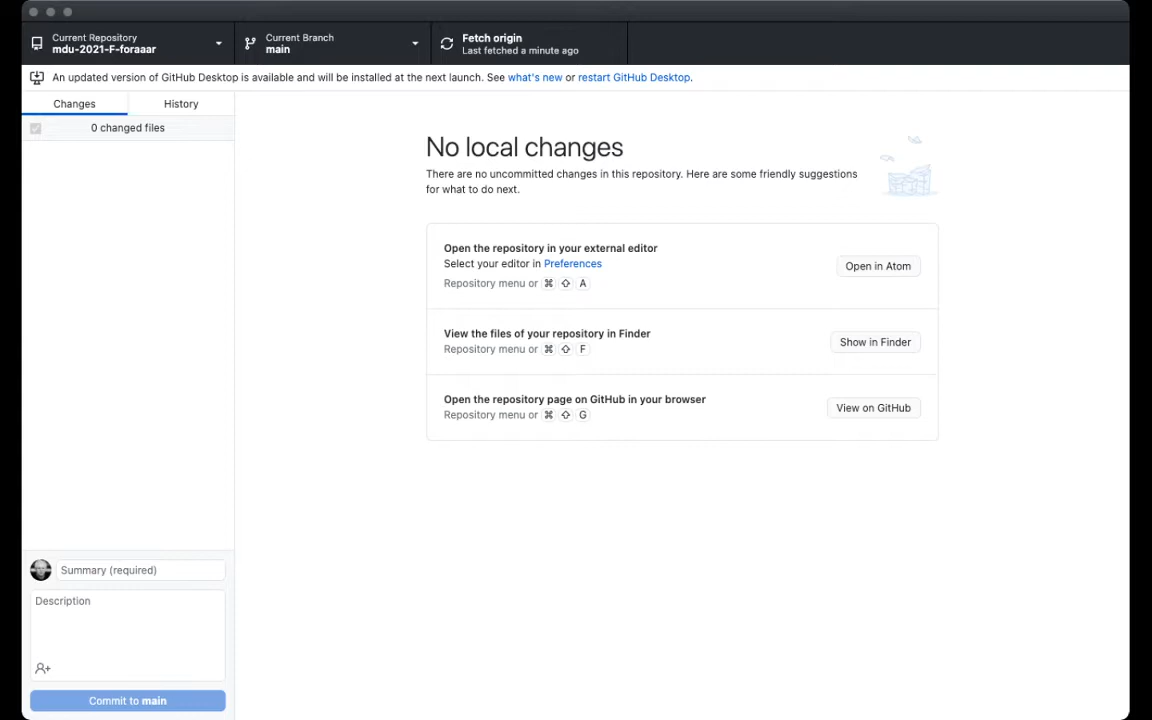 Current Repository
mdu-2021-F-foraaar
Current Branch
main
Fetch origin
Last fetched a minute ago
An updated version of GitHub Desktop is available and will be installed at the next launch. See what's new or restart GitHub Desktop.
Changes
History
0 changed files
No local changes
There are no uncommitted changes in this repository. Here are some friendly suggestions
for what to do next.
Open the repository in your external editor
Select your editor in Preferences
Repository menu or ⌘ ⇧ A
Open in Atom
View the files of your repository in Finder
Repository menu or ⌘ ⇧ F
Show in Finder
Open the repository page on GitHub in your browser
Repository menu or ⌘ ⇧ G
View on GitHub
Summary (required)
Description
Commit to main